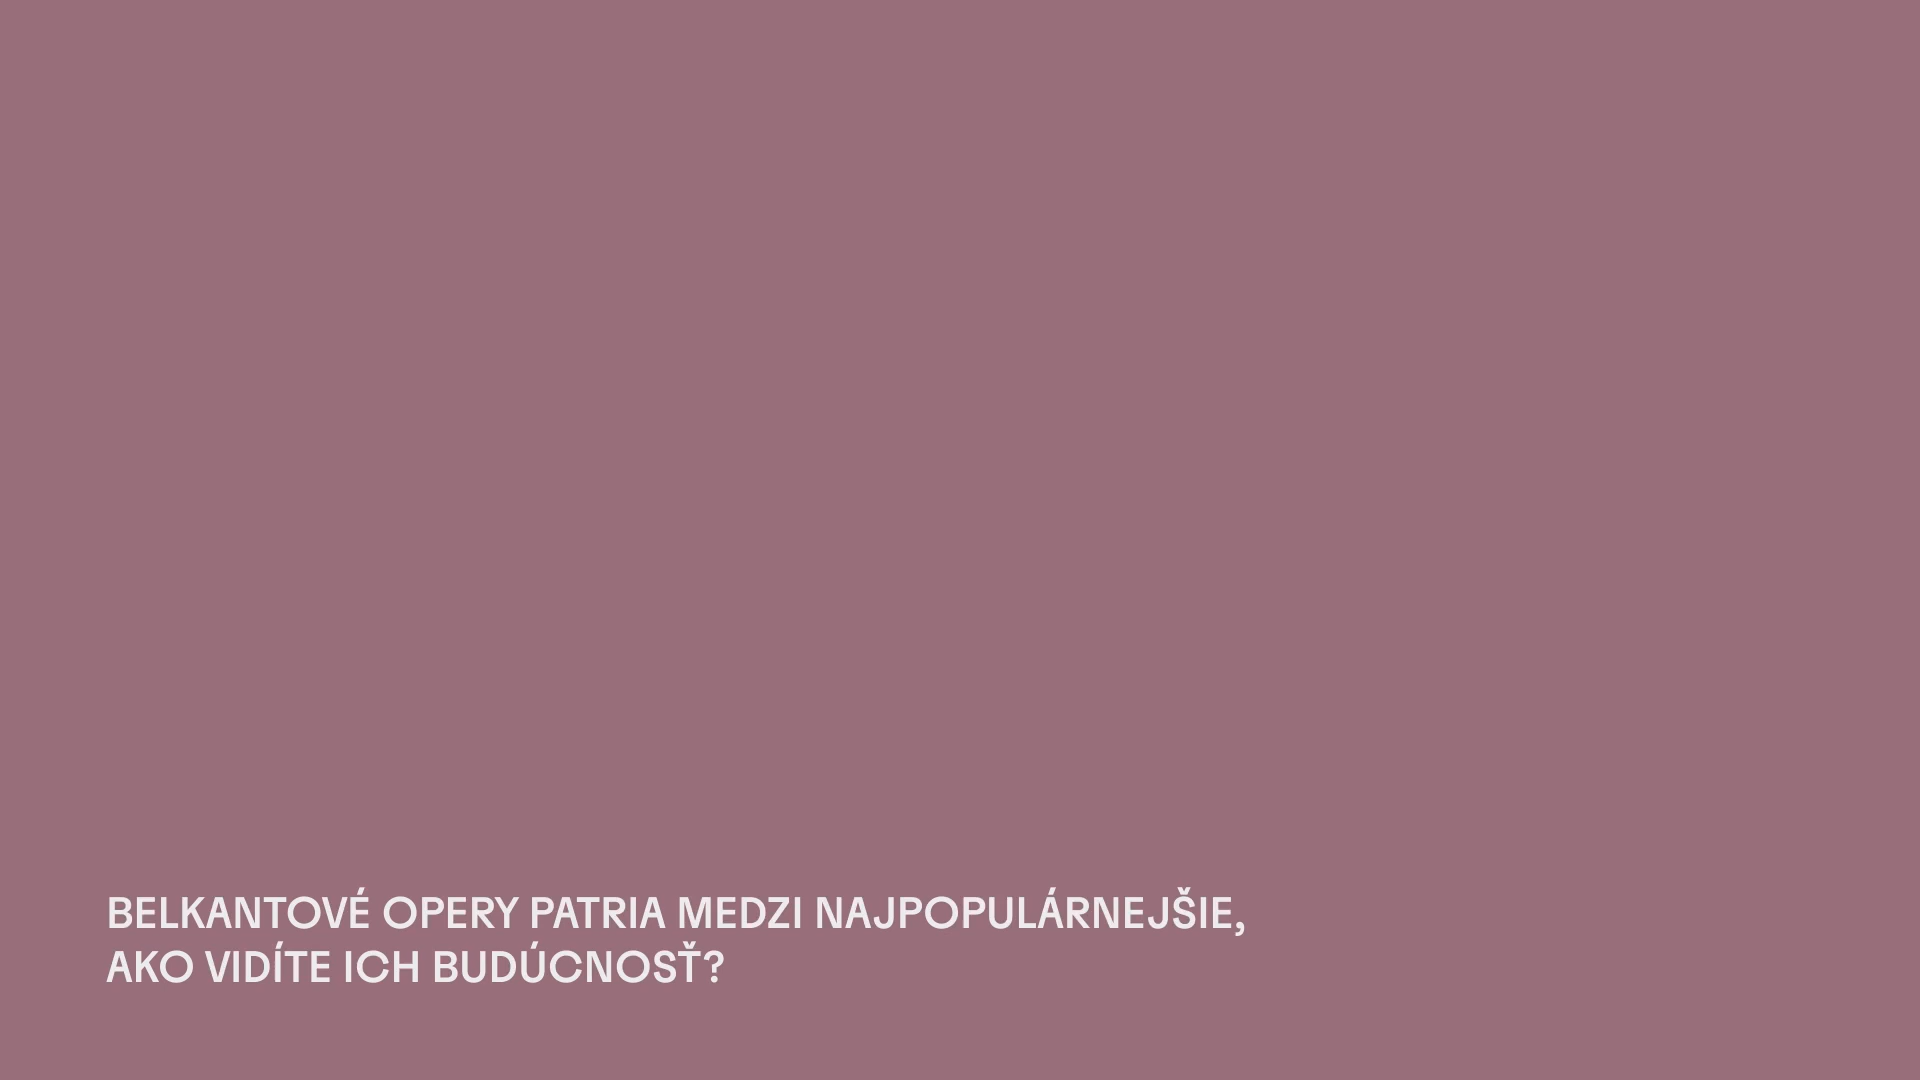 BELKANTOVÉ OPERY PATRIA MEDZI NAJPOPULÁRNEJŠIE,
AKO VIDÍTE ICH BUDÚCNOSŤ?